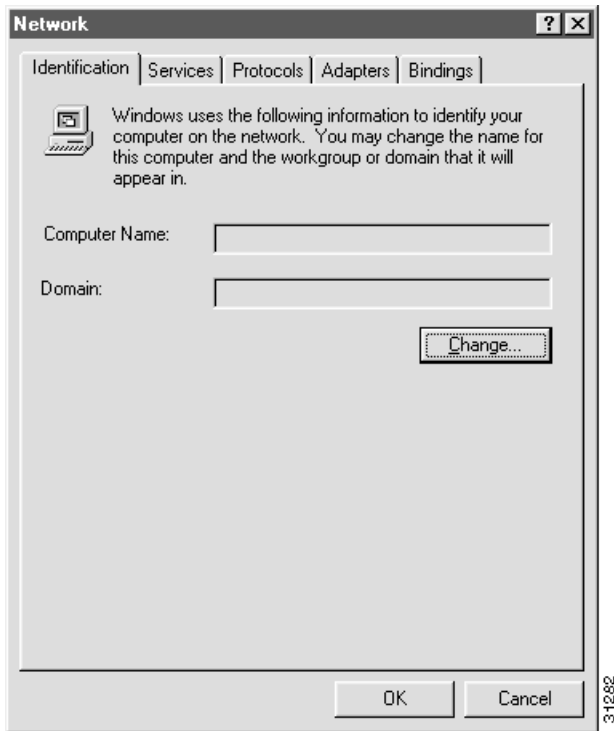 Network
Identification Services Protocols Adapters Bindings
Windows uses the following information to identify your
computer on the network. You may change the name for
this computer and the workgroup or domain that it will
appear in.
Computer Name:
Domain:
Change...
OK Cancel
31282